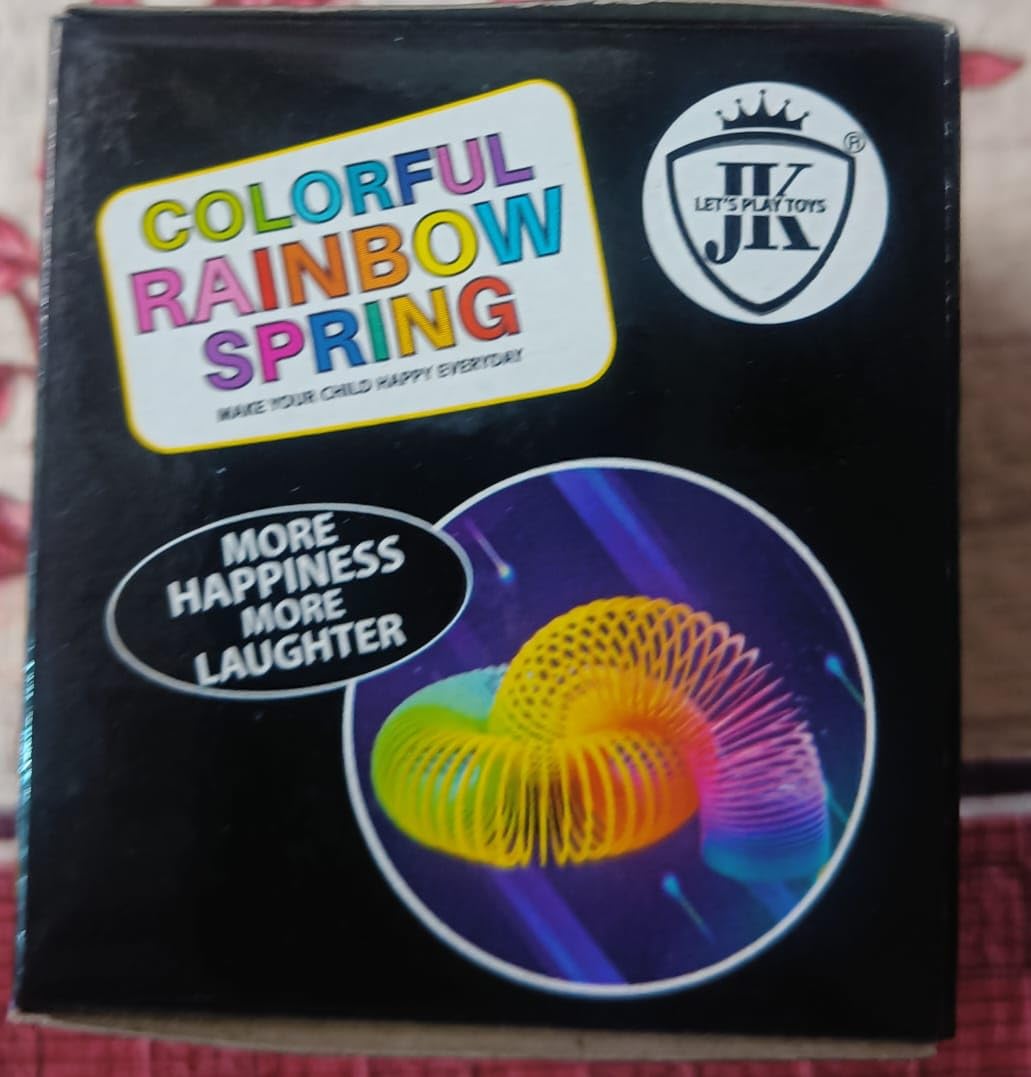 COLORFUL
RAINBOW
SPRING
MAKE YOUR CHILD HAPPY EVERYDAY
®
JK
LET'S PLAY TOYS
MORE
HAPPINESS
MORE
LAUGHTER